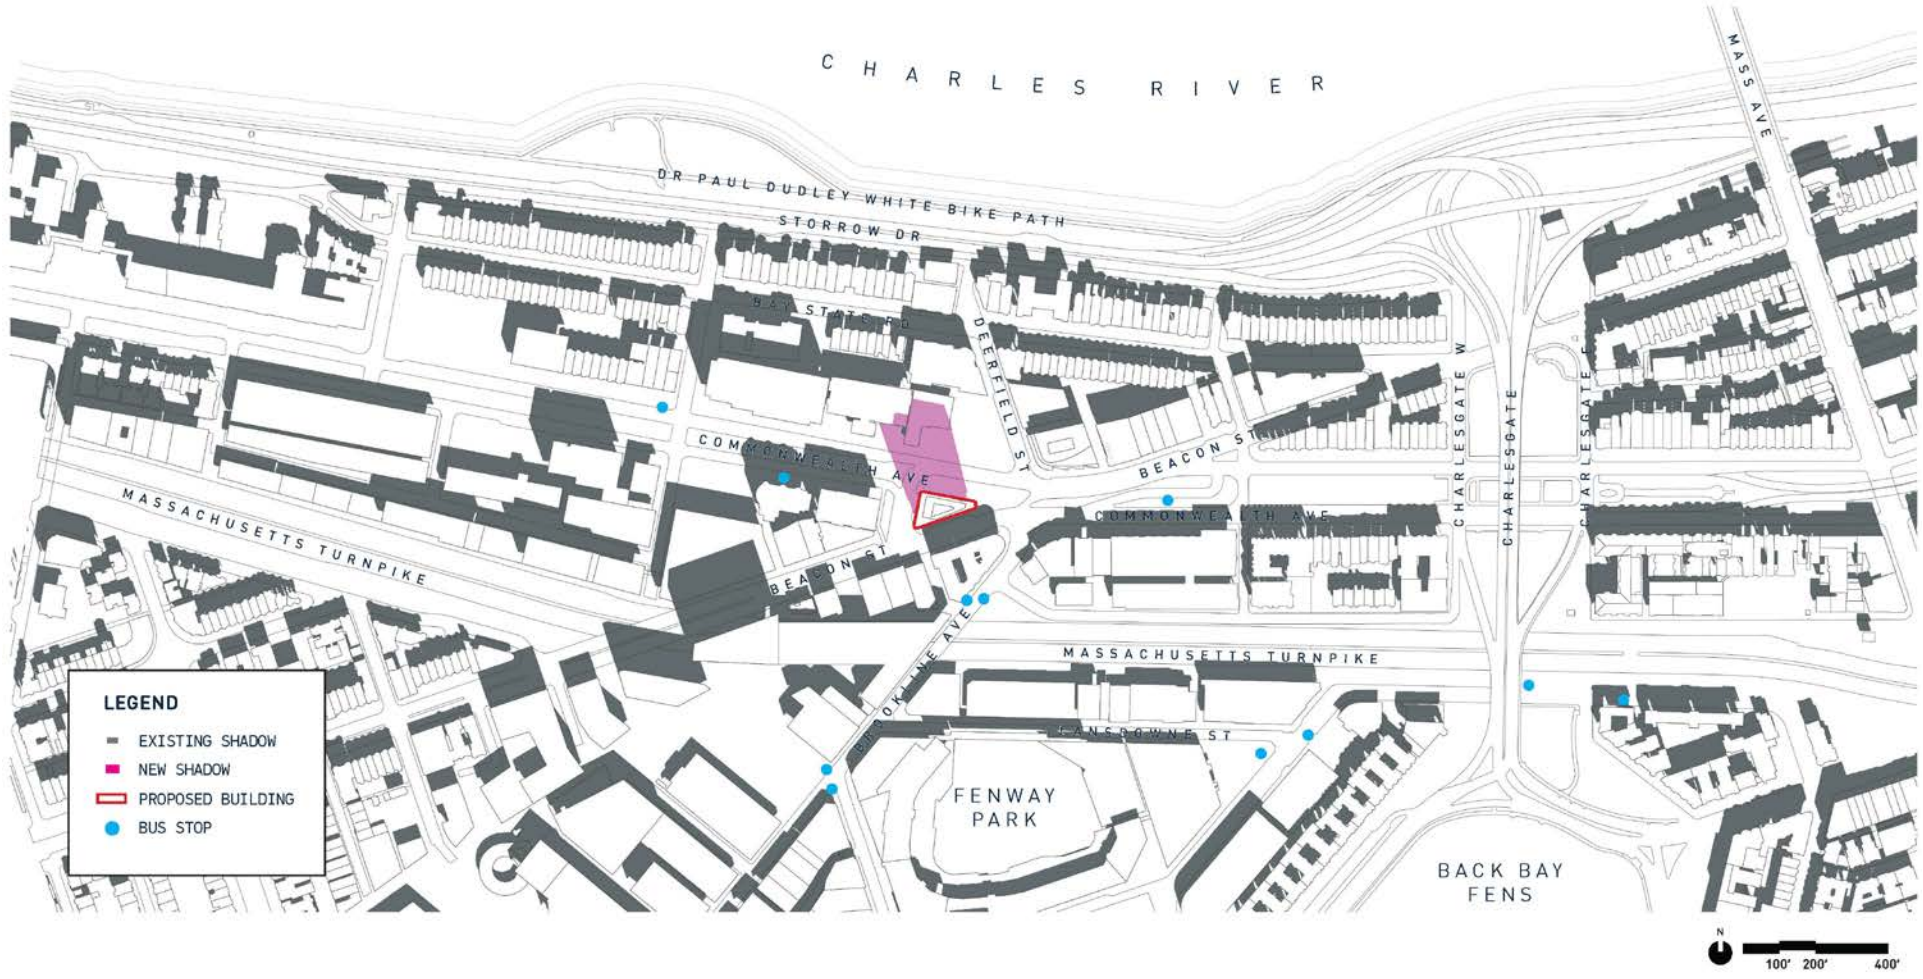 CHARLES RIVER
MASS AVE
DR PAUL DUDLEY WHITE BIKE PATH
STORROW DR
BAY STATE RD
DEERFIELD ST
CHARLESGATE W
CHARLESGATE
CHARLESGATE E
COMMONWEALTH AVE
BEACON ST
COMMONWEALTH AVE
MASSACHUSETTS TURNPIKE
BEACON ST
BROOKLINE AVE
MASSACHUSETTS TURNPIKE
LANSDOWNE ST
FENWAY
PARK
BACK BAY
FENS
LEGEND
EXISTING SHADOW
NEW SHADOW
PROPOSED BUILDING
BUS STOP
N
100' 200' 400'